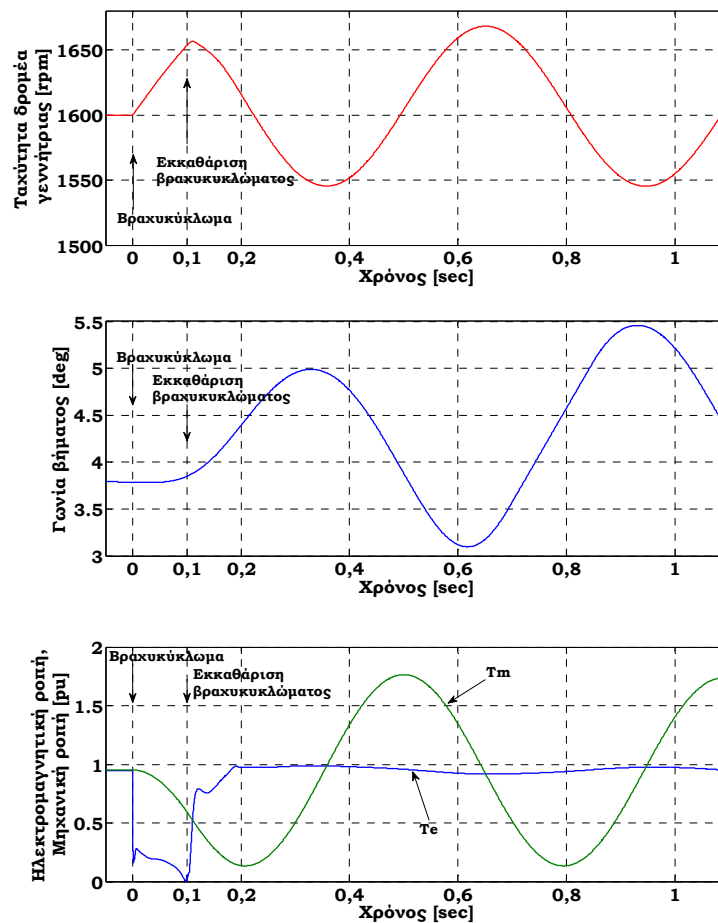 Ταχύτητα δρομέα
γεννήτριας [rpm]
1650
1600
1550
1500
Εκκαθάριση
βραχυκυκλώματος
Βραχυκύκλωμα
0
0,1
0,2
0,4
0,6
0,8
1
Χρόνος [sec]
Γωνία βήματος [deg]
5.5
5
4.5
4
3.5
3
Βραχυκύκλωμα
Εκκαθάριση
βραχυκυκλώματος
0
0,1
0,2
0,4
0,6
0,8
1
Χρόνος [sec]
Ηλεκτρομαγνητική ροπή,
Μηχανική ροπή [pu]
2
1.5
1
0.5
0
Βραχυκύκλωμα
Εκκαθάριση
βραχυκυκλώματος
Tm
Te
0
0,1
0,2
0,4
0,6
0,8
1
Χρόνος [sec]